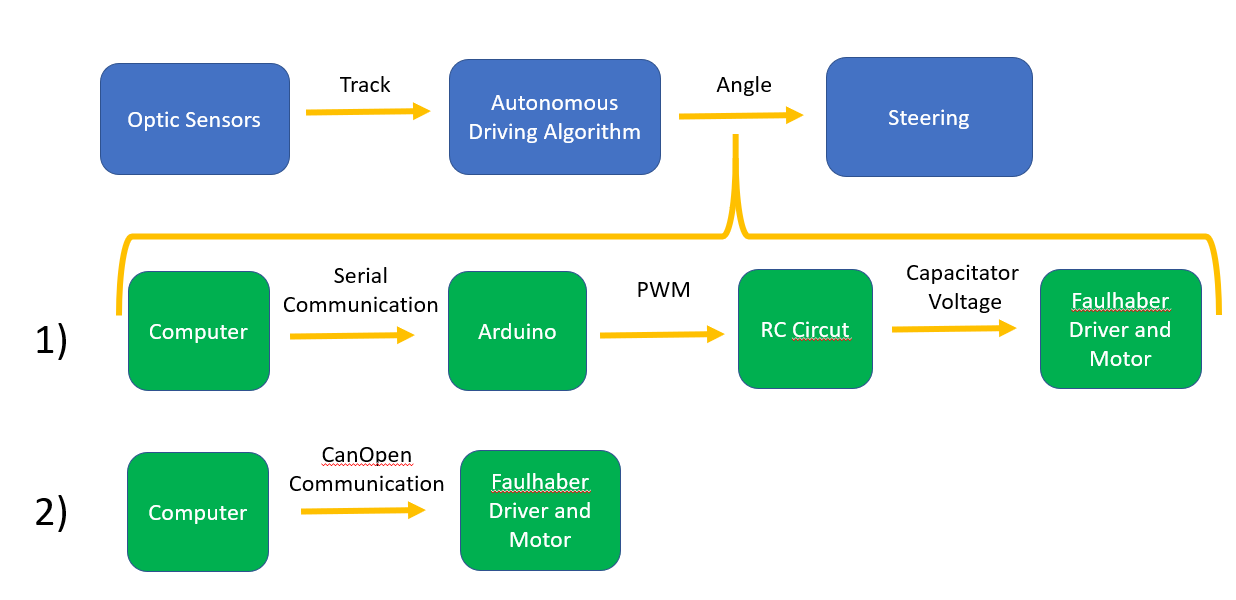 Track
Angle
Optic Sensors
Autonomous
Driving Algorithm
Steering
1)
Computer
Serial
Communication
Arduino
PWM
RC Circut
Capacitator
Voltage
Faulhaber
Driver and
Motor
2)
Computer
CanOpen
Communication
Faulhaber
Driver and
Motor